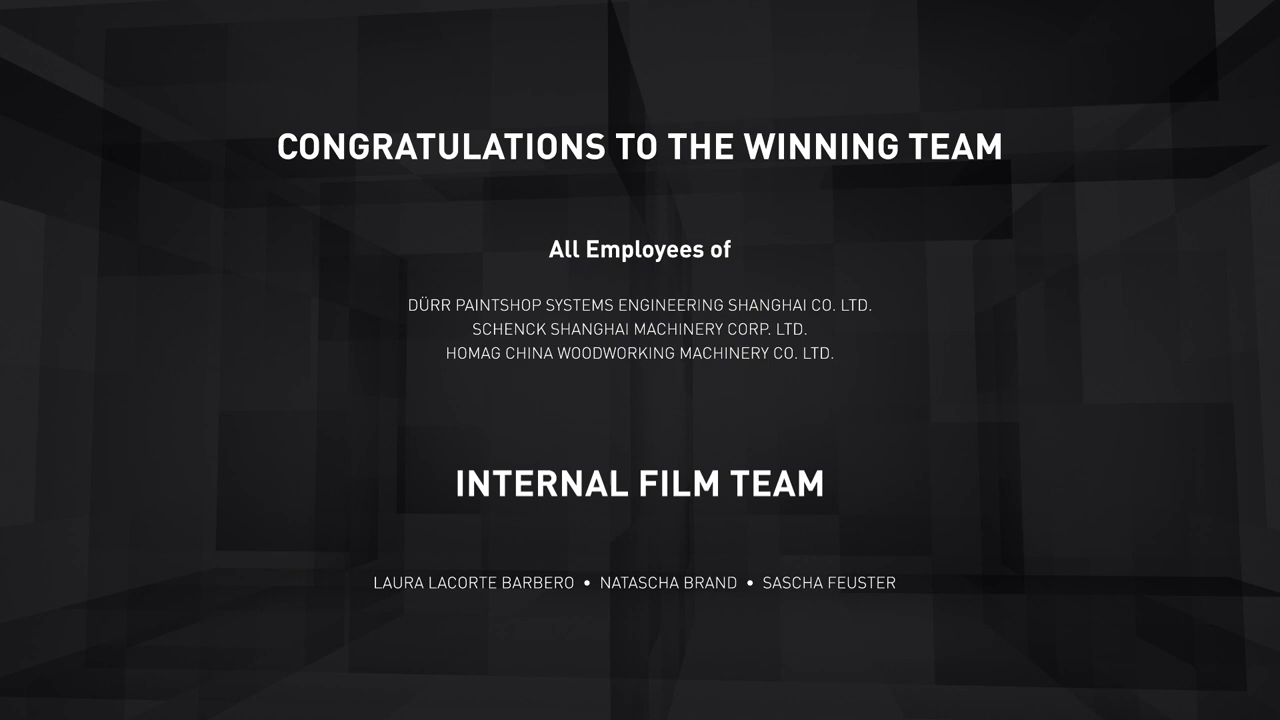 CONGRATULATIONS TO THE WINNING TEAM
All Employees of
DÜRR PAINTSHOP SYSTEMS ENGINEERING SHANGHAI CO. LTD.
SCHENCK SHANGHAI MACHINERY CORP. LTD.
HOMAG CHINA WOODWORKING MACHINERY CO. LTD.
INTERNAL FILM TEAM
LAURA LACORTE BARBERO • NATASCHA BRAND • SASCHA FEUSTER